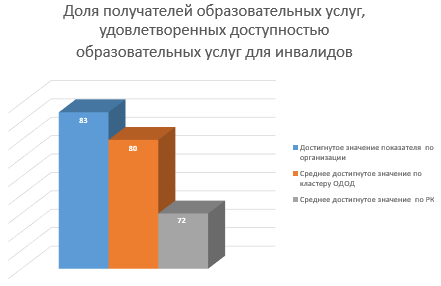 Доля получателей образовательных услуг,
удовлетворенных доступностью
образовательных услуг для инвалидов
83
80
72
Достигнутое значение показателя по
организации
Среднее достигнутое значение по
кластеру ОДОД
Среднее достигнутое значение по РК